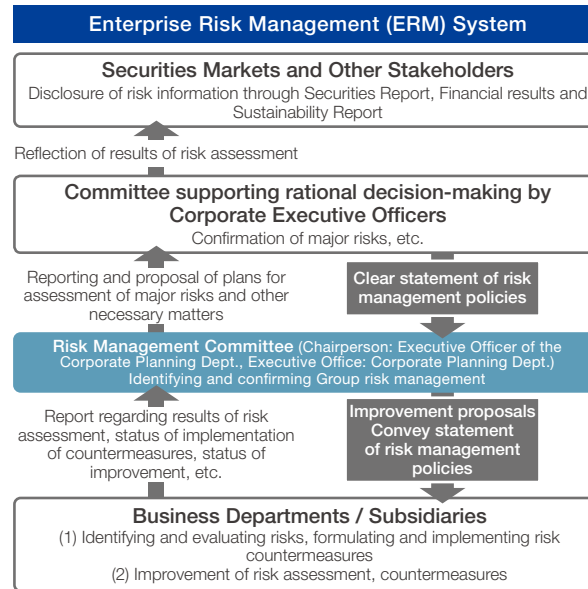 Enterprise Risk Management (ERM) System
Securities Markets and Other Stakeholders
Disclosure of risk information through Securities Report, Financial results and
Sustainability Report
Reflection of results of risk assessment
Committee supporting rational decision-making by
Corporate Executive Officers
Confirmation of major risks, etc.
Reporting and proposal of plans for
assessment of major risks and other
necessary matters
Clear statement of risk
management policies
Risk Management Committee (Chairperson: Executive Officer of the
Corporate Planning Dept., Executive Office: Corporate Planning Dept.)
Identifying and confirming Group risk management
Report regarding results of risk
assessment, status of implementation
of countermeasures, status of
improvement, etc.
Improvement proposals
Convey statement
of risk management
policies
Business Departments / Subsidiaries
(1) Identifying and evaluating risks, formulating and implementing risk
countermeasures
(2) Improvement of risk assessment, countermeasures